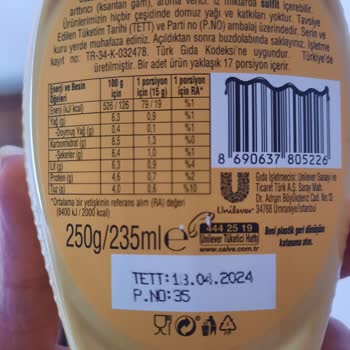 arttırıcı (ksantan gam), aroma verici. İz miktarda sülfit içerebilir.
Ürünlerimizin hiçbir çeşidinde domuz yağı ve katkıları yoktur. Tavsiye
Edilen Tüketim Tarihi (TETT) ve Parti no (P.NO) ambalaj üzerindedir. Serin ve
kuru yerde muhafaza ediniz. Açıldıktan sonra buzdolabında saklayınız. İşletme
kayıt no: TR-34-K-032478. Türk Gıda Kodeksi'ne uygundur. Türkiye'de
üretilmiştir. Bir adet ürün yaklaşık 17 porsiyon içerir.
Enerji ve Besin Öğeleri 100 g için 1 porsiyon için (15 g) 1 porsiyon için RA*
Enerji (kJ/kcal) 526 / 126 79 / 19 %1
Yağ (g) 6,3 0,9 %1
-Doymuş Yağ (g) 0,4 0,1 %0
Karbonhidrat (g) 8,5 1,3 %0
-Şekerler (g) 6,4 1,0 %1
Lif (g) 6,3 0,9 %4
Protein (g) 4,6 0,7 %2
Tuz (g) 4,0 0,6 %10
*Ortalama bir yetişkinin referans alım (RA) değeri
(8400 kJ / 2000 kcal)
8 690637 805226
Unilever
Gıda İşletmecisi: Unilever Sanayi ve
Ticaret Türk A.Ş. Saray Mah.
Dr. Adnan Büyükdeniz Cad. No: 15
34768 Ümraniye/İstanbul
250g/235ml e
444 25 19
Unilever Tüketici Hattı
www.calve.com.tr
Beni plastik geri dönüşüm
kutusuna atın.
TETT:13.04.2024
P.NO:35